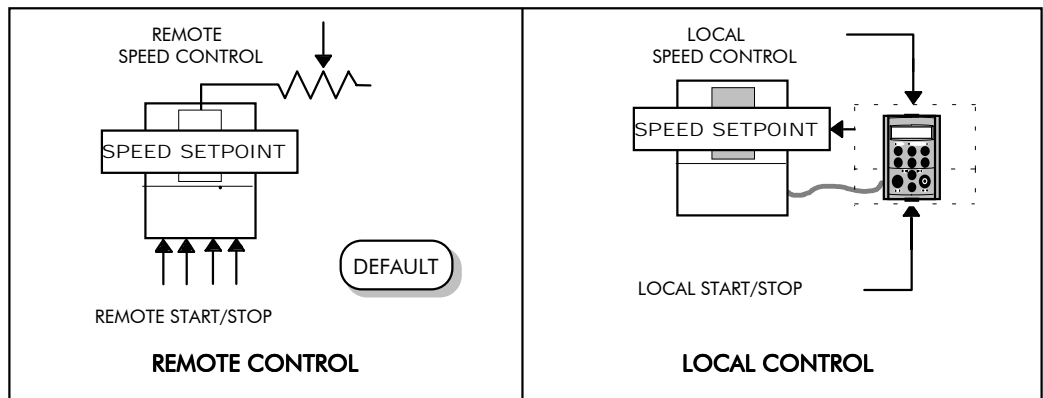 REMOTE
SPEED CONTROL
SPEED SETPOINT
DEFAULT
REMOTE START/STOP
REMOTE CONTROL
LOCAL
SPEED CONTROL
SPEED SETPOINT
LOCAL START/STOP
LOCAL CONTROL